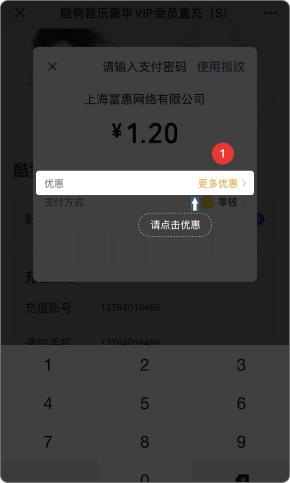 酷狗音乐豪华VIP会员直充（S）
请输入支付密码 使用指纹
上海富惠网络有限公司
¥1.20
1
优惠 更多优惠
支付方式 零钱
请点击优惠
充值账号 13764018466
通知手机 13764018466
1 2 3
4 5 6
7 8 9
0